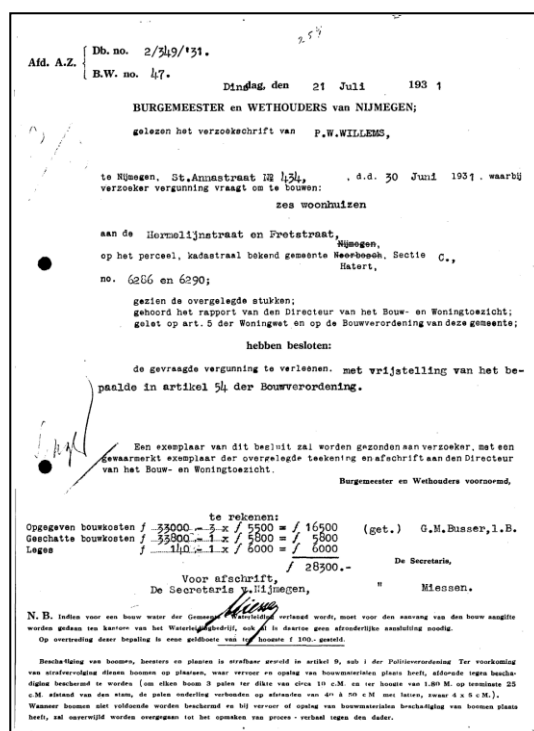 259
Afd. A.Z.
Db. no. 2/349/'31.
B.W. no. 47.
Dinsdag, den 21 Juli 1931
BURGEMEESTER en WETHOUDERS van NIJMEGEN;
gelezen het verzoekschrift van P.W.WILLEMS,
te Nijmegen, St.Annastraat 434, , d.d. 30 Juni 1931. waarbij
verzoeker vergunning vraagt om te bouwen:
zes woonhuizen
aan de Hermelijnstraat en Fretstraat,
Nijmegen,
op het perceel, kadastraal bekend gemeente Neerbosch, Sectie C.,
Hatert,
no. 6286 en 6290;
gezien de overgelegde stukken;
gehoord het rapport van den Directeur van het Bouw- en Woningtoezicht;
gelet op art. 5 der Woningwet en op de Bouwverordening van deze gemeente;
hebben besloten:
de gevraagde vergunning te verleenen. met vrijstelling van het be-
paalde in artikel 54 der Bouwverordening.
Een exemplaar van dit besluit zal worden gezonden aan verzoeker, met een
gewaarmerkt exemplaar der overgelegde teekening en afschrift aan den Directeur
van het Bouw- en Woningtoezicht.
Burgemeester en Wethouders voornoemd,
te rekenen:
Opgegeven bouwkosten f 33000 - 3 x f 5500 = f 16500 (get.) G.M.Busser,l.B.
Geschatte bouwkosten f 33800 - 1 x f 5800 = f 5800
Leges f 140 - 1 x f 6000 = f 6000
f 28300.-
De Secretaris,
Voor afschrift,
De Secretaris v.Nijmegen, " Miessen.
N. B. Indien voor een bouw water der Gemeente Waterleiding verlangd wordt, moet voor den aanvang van den bouw aangifte
worden gedaan ten kantore van het Waterleidingbedrijf, ook al is daartoe geen afzonderlijke aansluiting noodig.
Op overtreding dezer bepaling is eene geldboete van ten hoogste f 100.- gesteld.
Beschadiging van boomen, heesters en planten is strafbaar gesteld in artikel 9, sub 1 der Politieverordening Ter voorkoming
van strafvervolging dienen boomen op plaatsen, waar vervoer en opslag van bouwmaterialen plaats heeft, afdoende tegen bescha-
diging beschermd te worden (om elken boom 3 palen ter dikte van circa 10 c.M. en ter hoogte van 1.80 M. op tenminste 25
c.M. afstand van den stam, de palen onderling verbonden op afstanden van 40 à 50 c M met latten, zwaar 4 x 6 c M.).
Wanneer boomen niet voldoende worden beschermd en bij vervoer of opslag van bouwmaterialen beschadiging van boomen plaats
heeft, zal onverwijld worden overgegaan tot het opmaken van proces - verbaal tegen den dader.